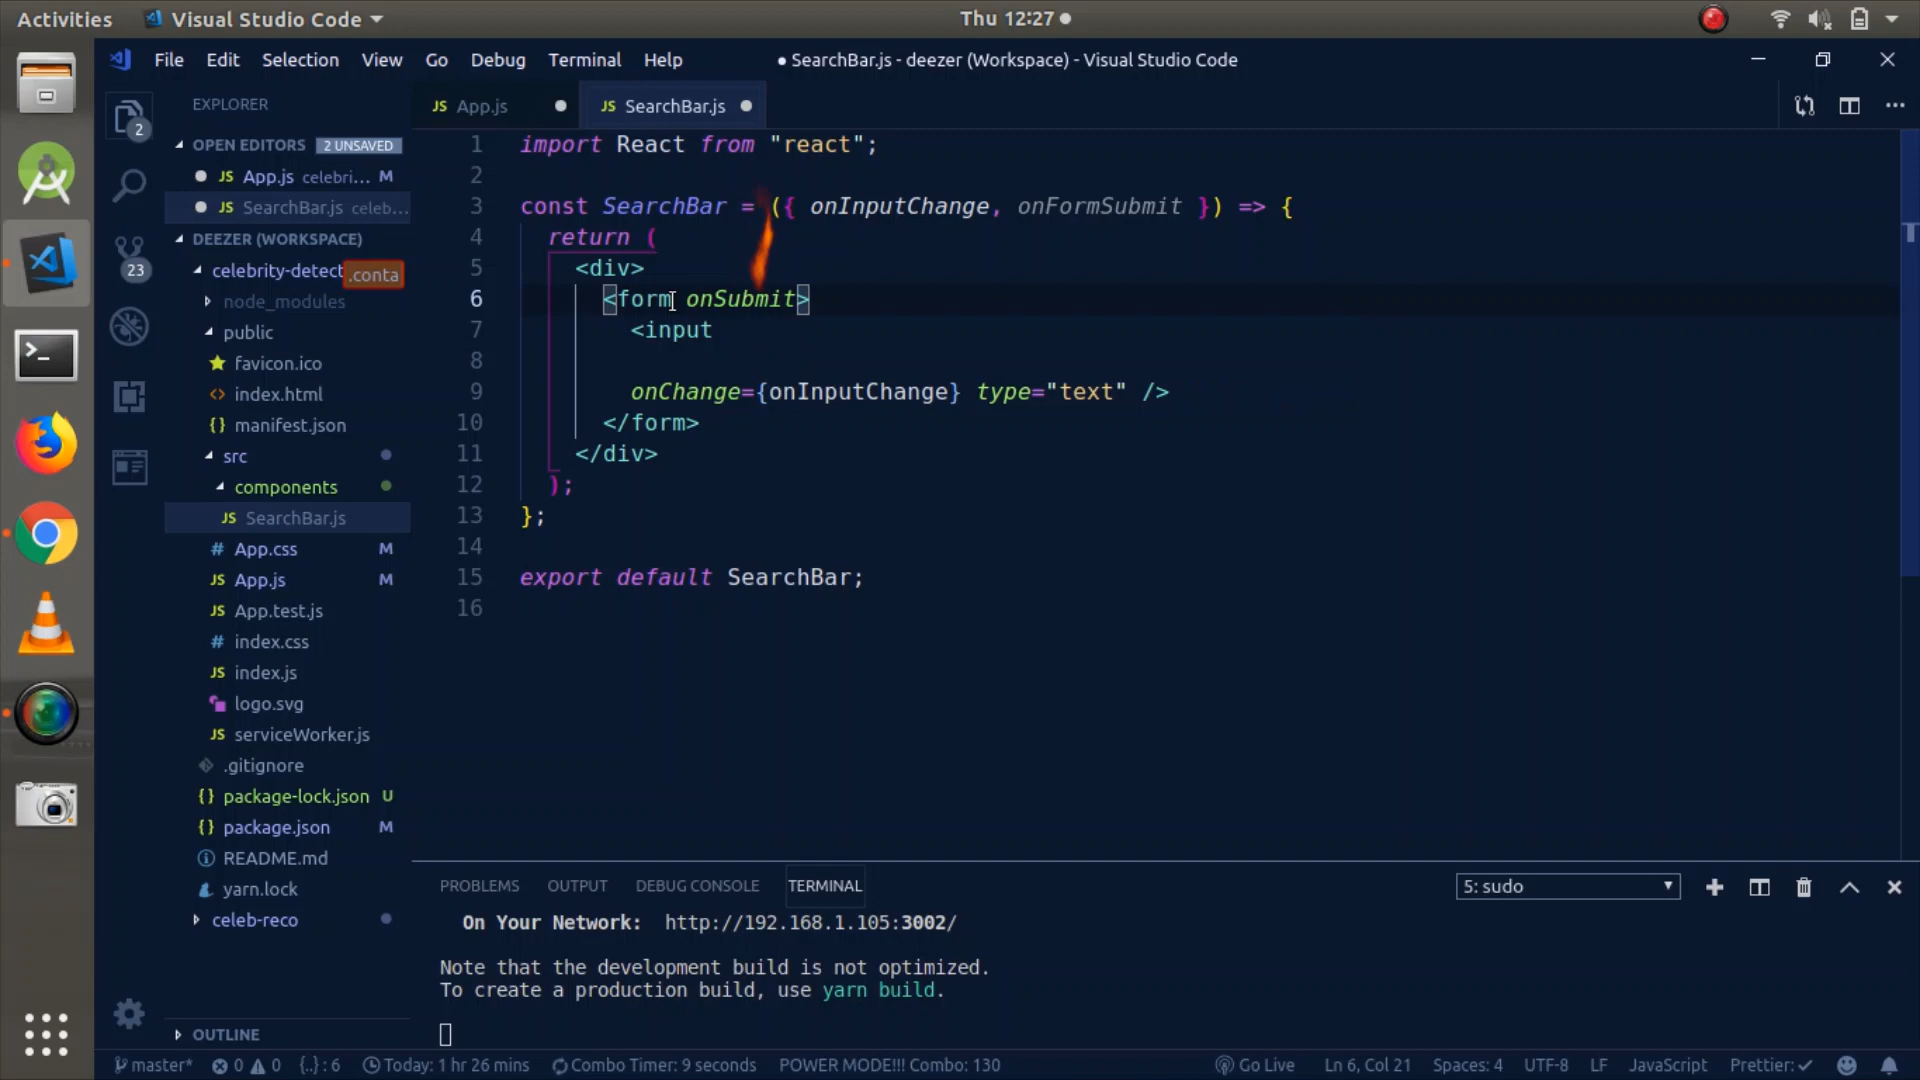 Activities Visual Studio Code Thu 12:27
File Edit Selection View Go Debug Terminal Help
● SearchBar.js - deezer (Workspace) - Visual Studio Code
EXPLORER
2
OPEN EDITORS 2 UNSAVED
JS App.js celebri... M
JS SearchBar.js celeb...
DEEZER (WORKSPACE)
23
celebrity-detect .conta
node_modules
public
favicon.ico
<> index.html
{} manifest.json
src
components
JS SearchBar.js
# App.css M
JS App.js M
JS App.test.js
# index.css
JS index.js
logo.svg
JS serviceWorker.js
.gitignore
{} package-lock.json U
{} package.json M
README.md
yarn.lock
celeb-reco
OUTLINE
JS App.js JS SearchBar.js
1 import React from "react";
2
3 const SearchBar = ({ onInputChange, onFormSubmit }) => {
4 return (
5 <div>
6 <form onSubmit>
7 <input
8
9 onChange={onInputChange} type="text" />
10 </form>
11 </div>
12 );
13 };
14
15 export default SearchBar;
16
PROBLEMS OUTPUT DEBUG CONSOLE TERMINAL 5: sudo
On Your Network: http://192.168.1.105:3002/
Note that the development build is not optimized.
To create a production build, use yarn build.
master* 0 0 {..} : 6 Today: 1 hr 26 mins Combo Timer: 9 seconds POWER MODE!!! Combo: 130 Go Live Ln 6, Col 21 Spaces: 4 UTF-8 LF JavaScript Prettier: ✓